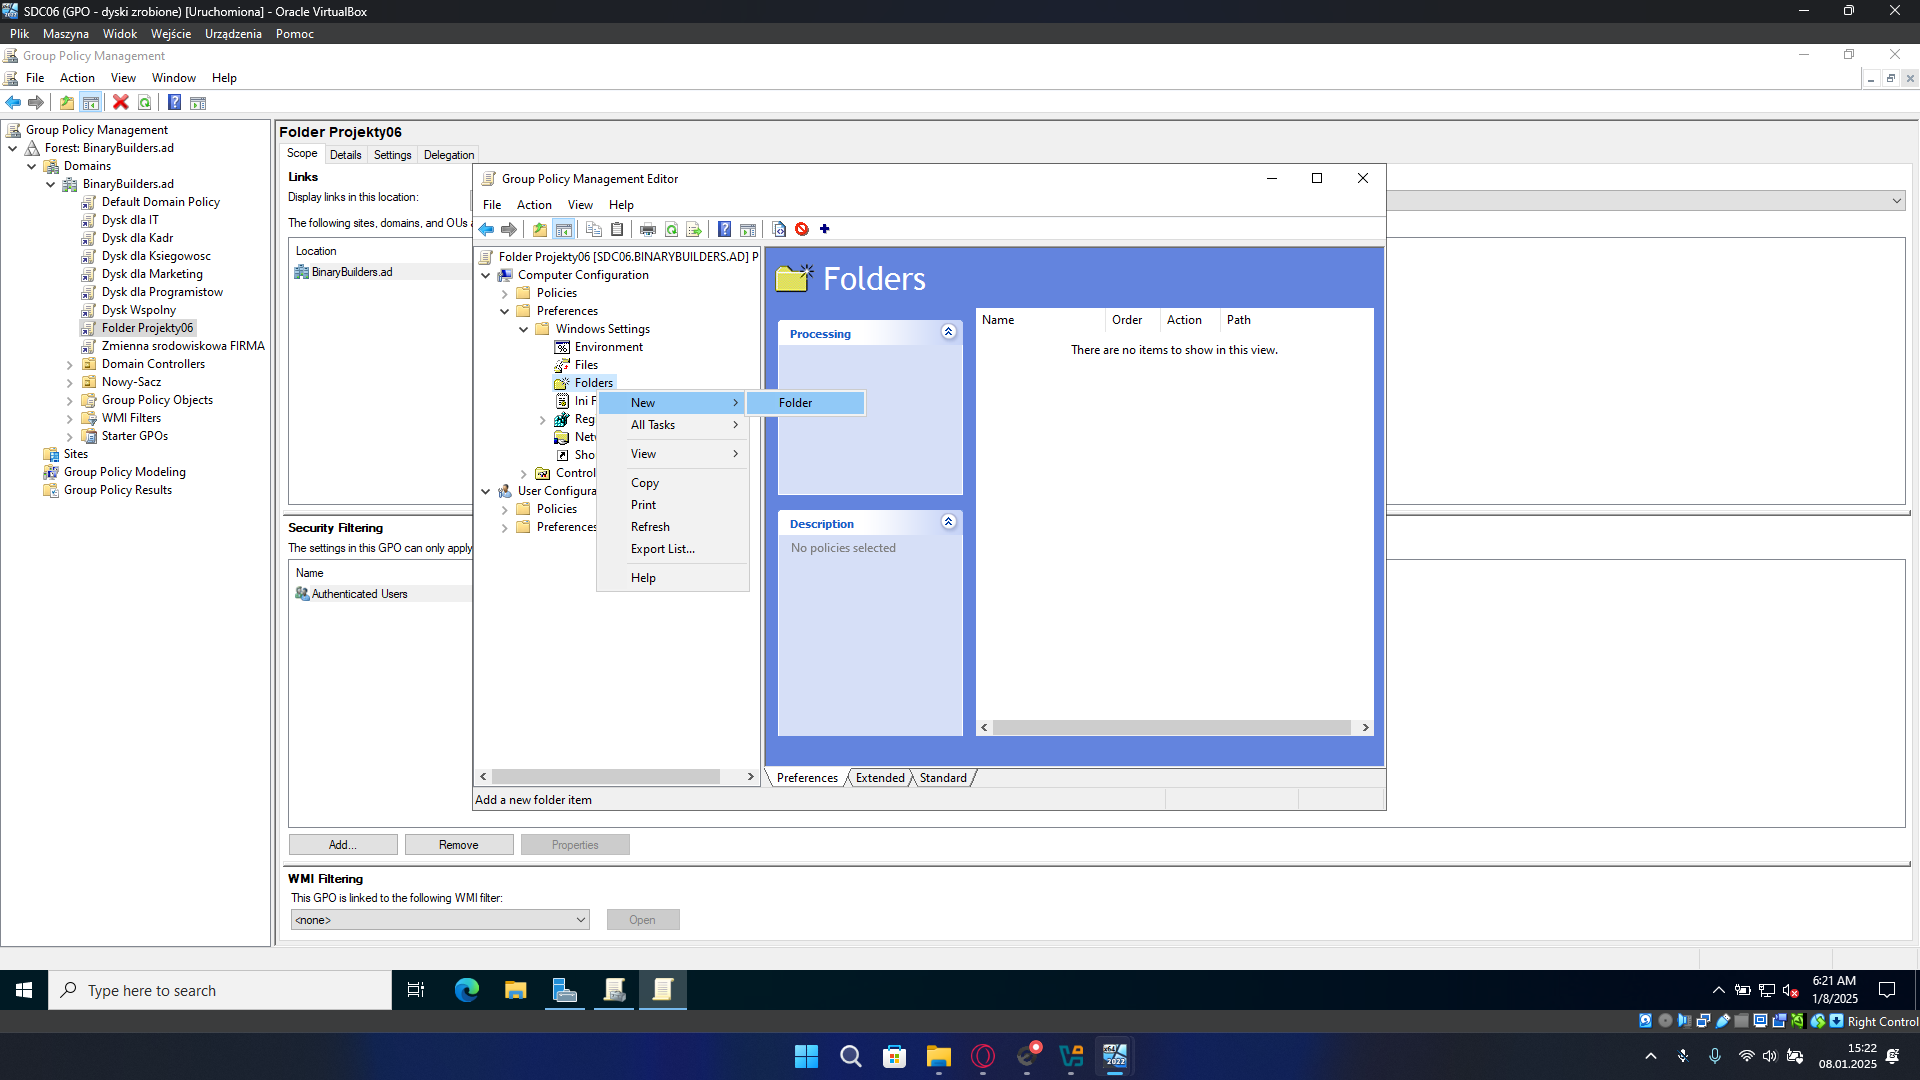 SDC06 (GPO - dyski zrobione) [Uruchomiona] - Oracle VirtualBox
Plik Maszyna Widok Wejście Urządzenia Pomoc
Group Policy Management
File Action View Window Help
Group Policy Management
Forest: BinaryBuilders.ad
Domains
BinaryBuilders.ad
Default Domain Policy
Dysk dla IT
Dysk dla Kadr
Dysk dla Ksiegowosc
Dysk dla Marketing
Dysk dla Programistow
Dysk Wspolny
Folder Projekty06
Zmienna srodowiskowa FIRMA
Domain Controllers
Nowy-Sacz
Group Policy Objects
WMI Filters
Starter GPOs
Sites
Group Policy Modeling
Group Policy Results
Folder Projekty06
Scope Details Settings Delegation
Links
Display links in this location:
The following sites, domains, and OUs
Location
BinaryBuilders.ad
Security Filtering
The settings in this GPO can only apply
Name
Authenticated Users
Add... Remove Properties
WMI Filtering
This GPO is linked to the following WMI filter:
<none> Open
Group Policy Management Editor
File Action View Help
Folder Projekty06 [SDC06.BINARYBUILDERS.AD] P
Computer Configuration
Policies
Preferences
Windows Settings
Environment
Files
Folders
Ini F
Reg
Netw
Sho
Control
User Configura
Policies
Preferences
New
All Tasks
View
Copy
Print
Refresh
Export List...
Help
Folder
Folders
Processing
Description
No policies selected
Name Order Action Path
There are no items to show in this view.
Preferences Extended Standard
Add a new folder item
Type here to search
6:21 AM
1/8/2025
Right Control
15:22
08.01.2025